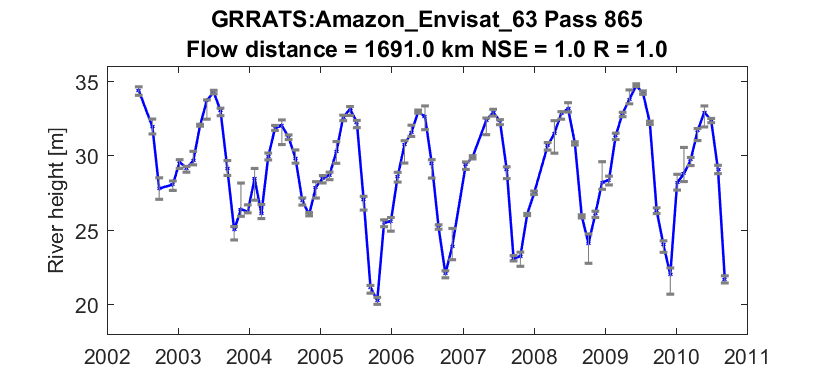 GRRATS:Amazon_Envisat_63 Pass 865
Flow distance = 1691.0 km NSE = 1.0 R = 1.0
River height [m]
35
30
25
20
2002 2003 2004 2005 2006 2007 2008 2009 2010 2011